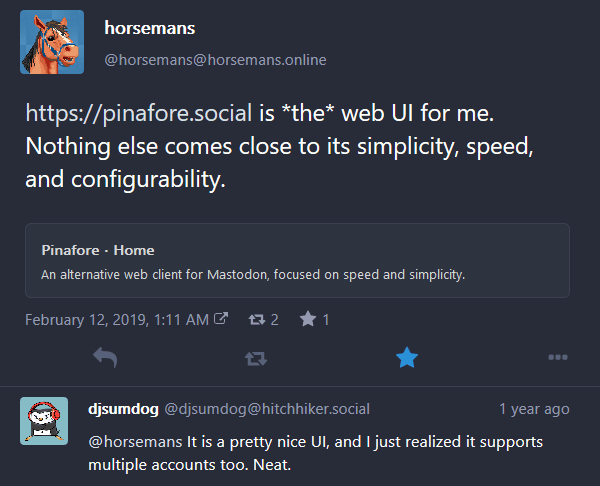 horsemans
@horsemans@horsemans.online
https://pinafore.social is *the* web UI for me.
Nothing else comes close to its simplicity, speed,
and configurability.
Pinafore · Home
An alternative web client for Mastodon, focused on speed and simplicity.
February 12, 2019, 1:11 AM 2 1
djsumdog @djsumdog@hitchhiker.social 1 year ago
@horsemans It is a pretty nice UI, and I just realized it supports
multiple accounts too. Neat.